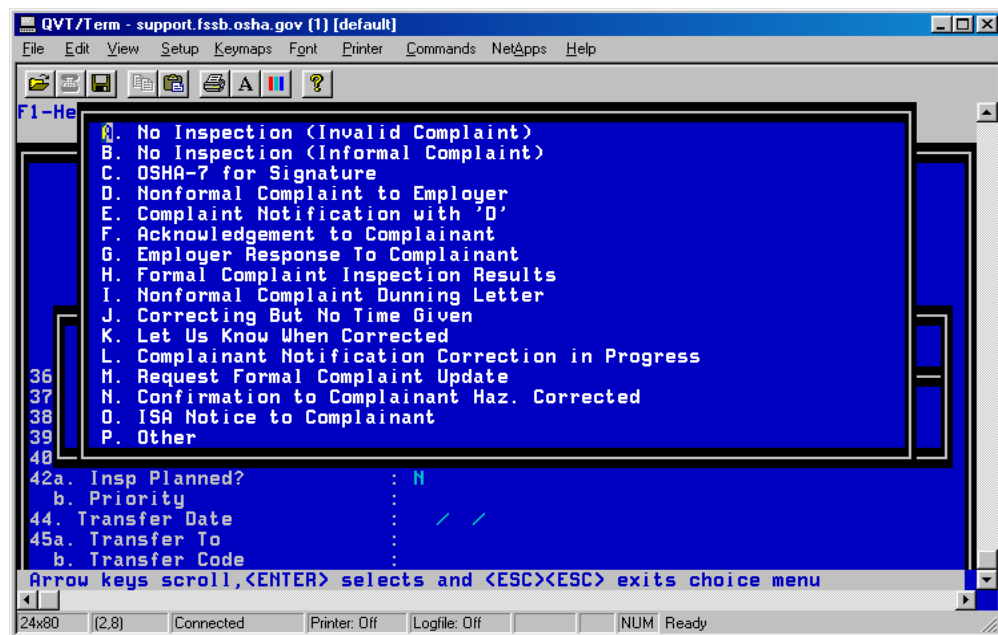 QVT/Term - support.fssb.osha.gov (1) [default]
File Edit View Setup Keymaps Font Printer Commands NetApps Help
F1-He
A. No Inspection (Invalid Complaint)
B. No Inspection (Informal Complaint)
C. OSHA-7 for Signature
D. Nonformal Complaint to Employer
E. Complaint Notification with 'D'
F. Acknowledgement to Complainant
G. Employer Response To Complainant
H. Formal Complaint Inspection Results
I. Nonformal Complaint Dunning Letter
J. Correcting But No Time Given
K. Let Us Know When Corrected
L. Complainant Notification Correction in Progress
36 M. Request Formal Complaint Update
37 N. Confirmation to Complainant Haz. Corrected
38 O. ISA Notice to Complainant
39 P. Other
40
42a. Insp Planned? : N
b. Priority :
44. Transfer Date : / /
45a. Transfer To :
b. Transfer Code :
Arrow keys scroll,<ENTER> selects and <ESC><ESC> exits choice menu
24x80 (2,8) Connected Printer: Off Logfile: Off NUM Ready